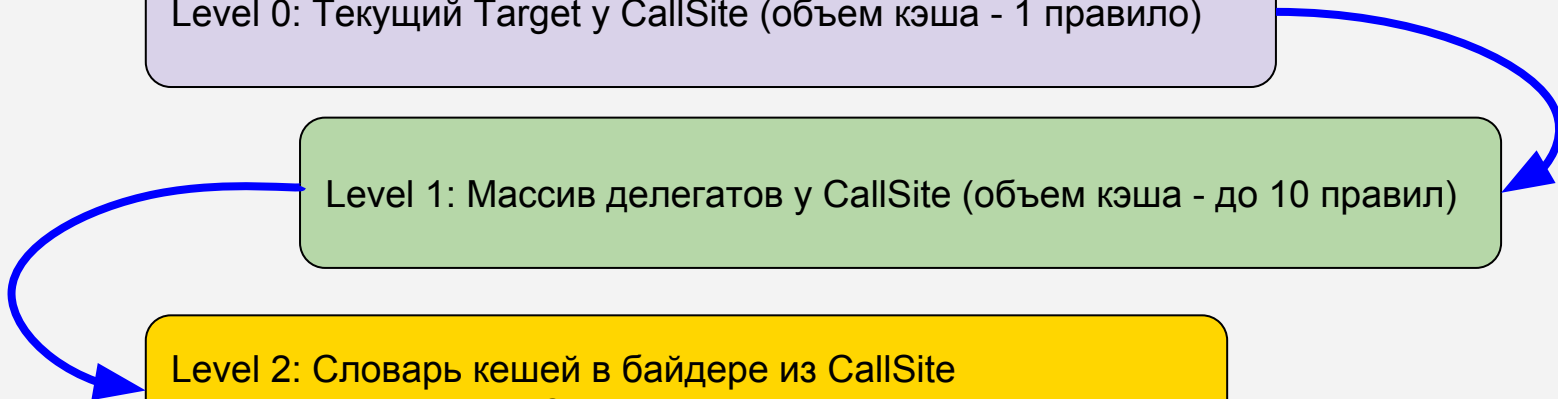 Level 0: Текущий Target у CallSite (объем кэша - 1 правило)
Level 1: Массив делегатов у CallSite (объем кэша - до 10 правил)
Level 2: Словарь кешей в байдере из CallSite